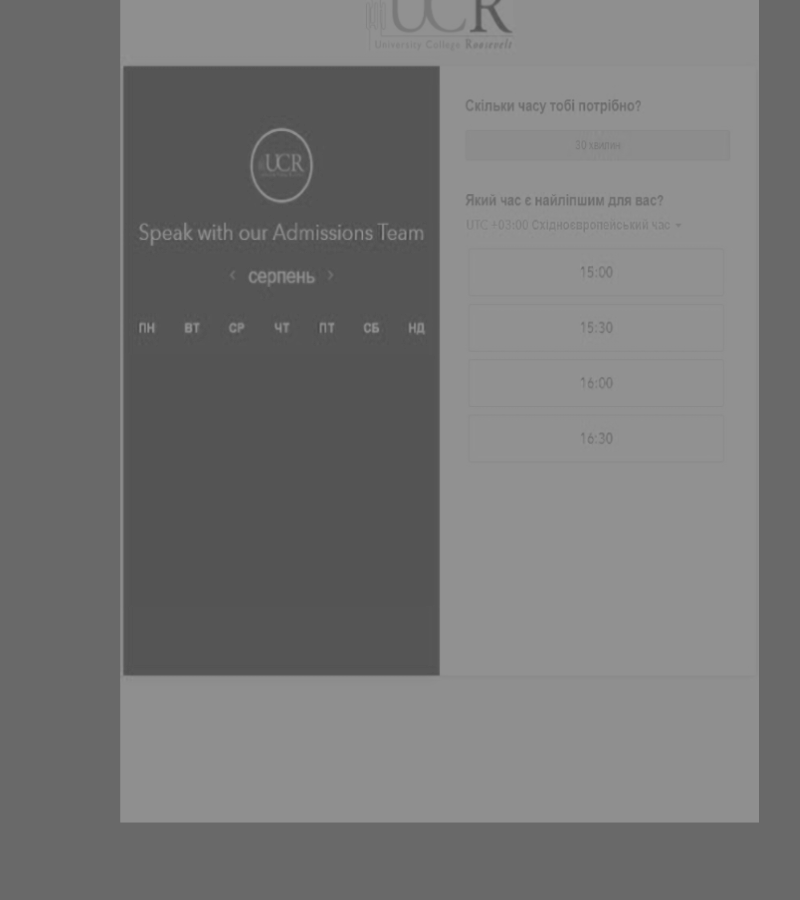 UCR
University College Roosevelt
UCR
Speak with our Admissions Team
серпень
ПН ВТ СР ЧТ ПТ СБ НД
Скільки часу тобі потрібно?
30 хвилин
Який час є найліпшим для вас?
UTC +03:00 Східноєвропейський час
15:00
15:30
16:00
16:30